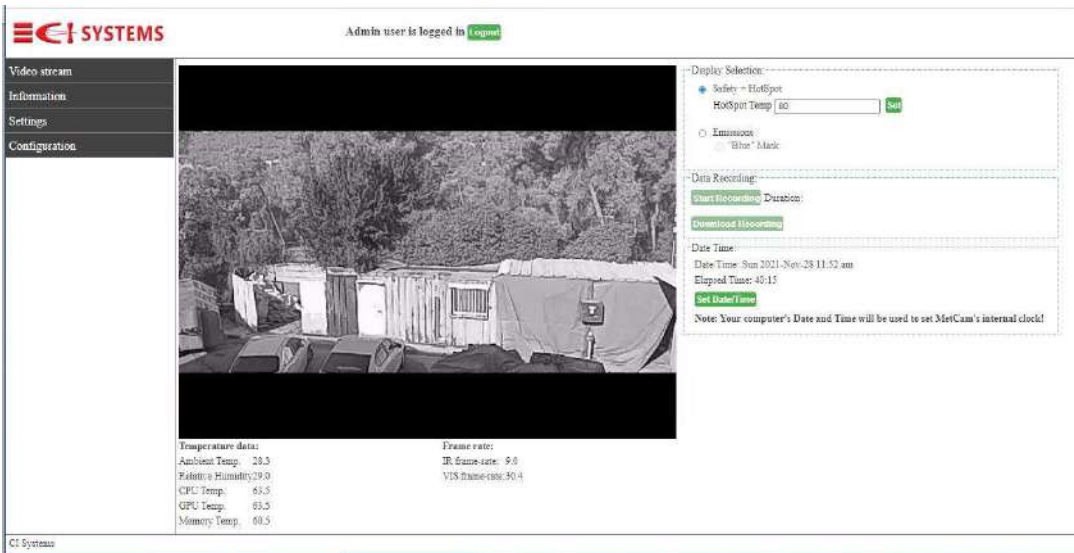 CI SYSTEMS
Admin user is logged in Logout
Video stream
Information
Settings
Configuration
Display Selection:
Safety + HotSpot
HotSpot Temp 80 Set
Emissions
"Blue" Mask
Data Recording:
Start Recording Duration:
Download Recording
Date Time:
Date/Time: Sun 2021-Nov-28 11:52 am
Elapsed Time: 40:15
Set Date/Time
Note: Your computer's Date and Time will be used to set MetCam's internal clock!
Temperature data:
Ambient Temp. 28.3
Relative Humidity 29.0
CPU Temp. 63.5
GPU Temp. 63.5
Memory Temp. 60.5
Frame rate:
IR frame-rate: 9.0
VIS frame-rate: 30.4
CI Systems